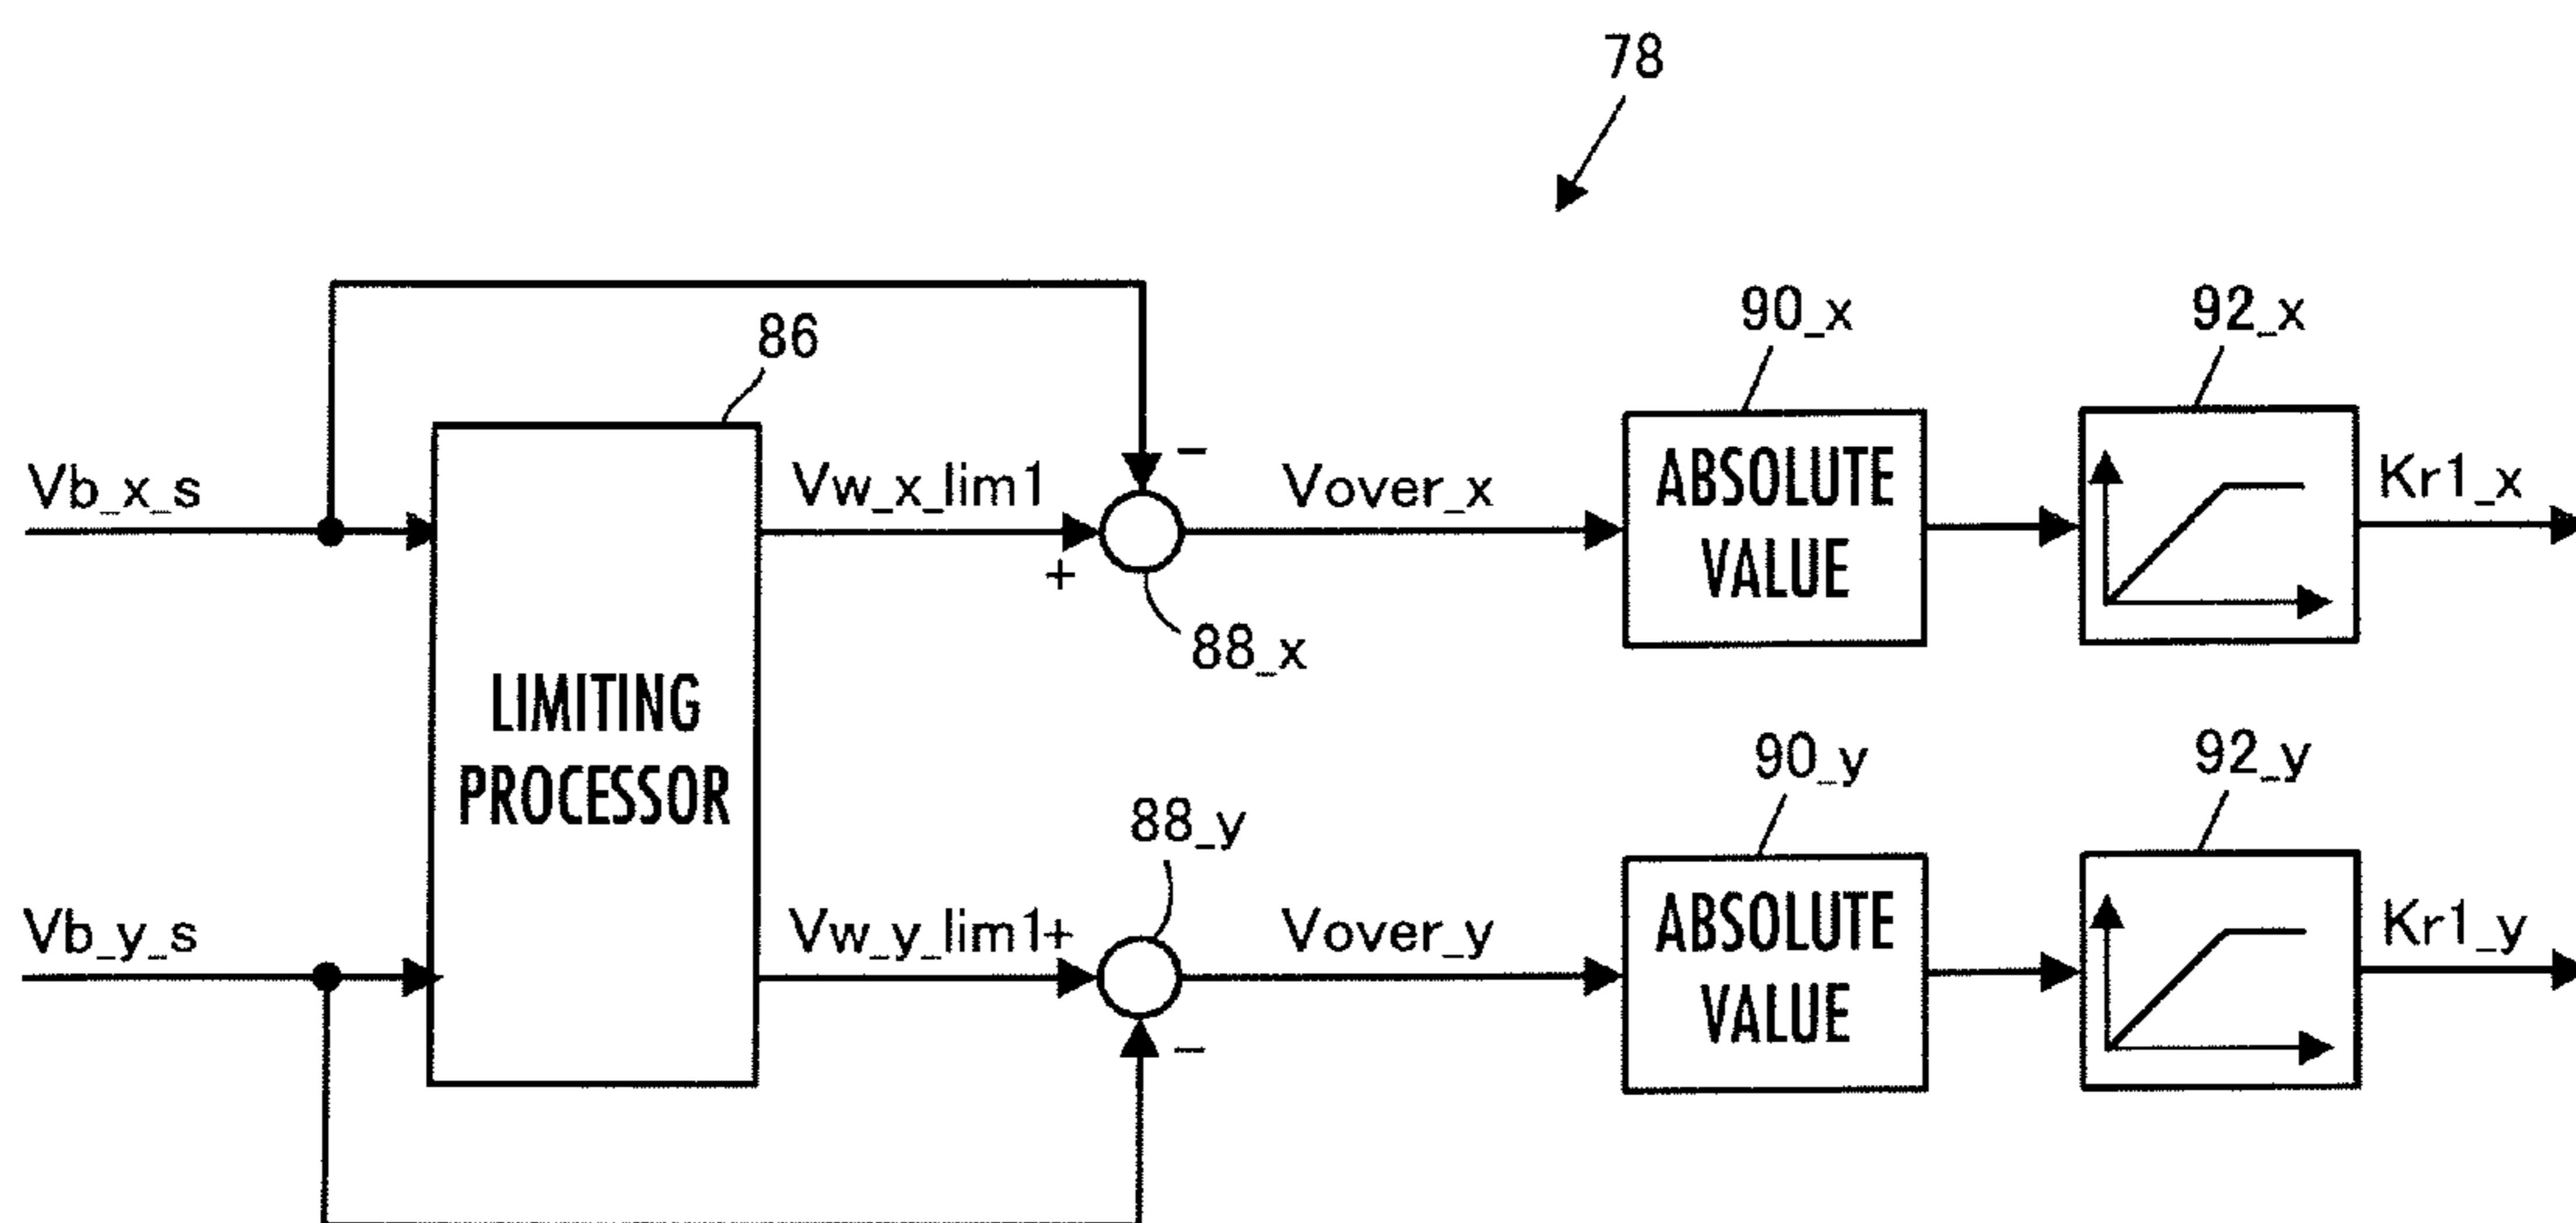 78
90_x
92_x
86
Vb_x_s
Vw_x_lim1
-
+
Vover_x
ABSOLUTE
VALUE
Kr1_x
88_x
LIMITING
PROCESSOR
90_y
92_y
88_y
Vb_y_s
Vw_y_lim1+
-
Vover_y
ABSOLUTE
VALUE
Kr1_y